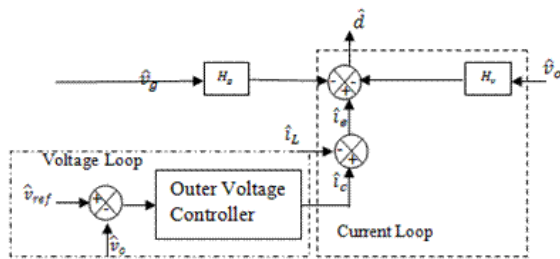 d̂
v̂g
Hg
- -
+
Hv
v̂o
îe
îL
-
+
Voltage Loop
îc
v̂ref
+
-
Outer Voltage
Controller
v̂o
Current Loop